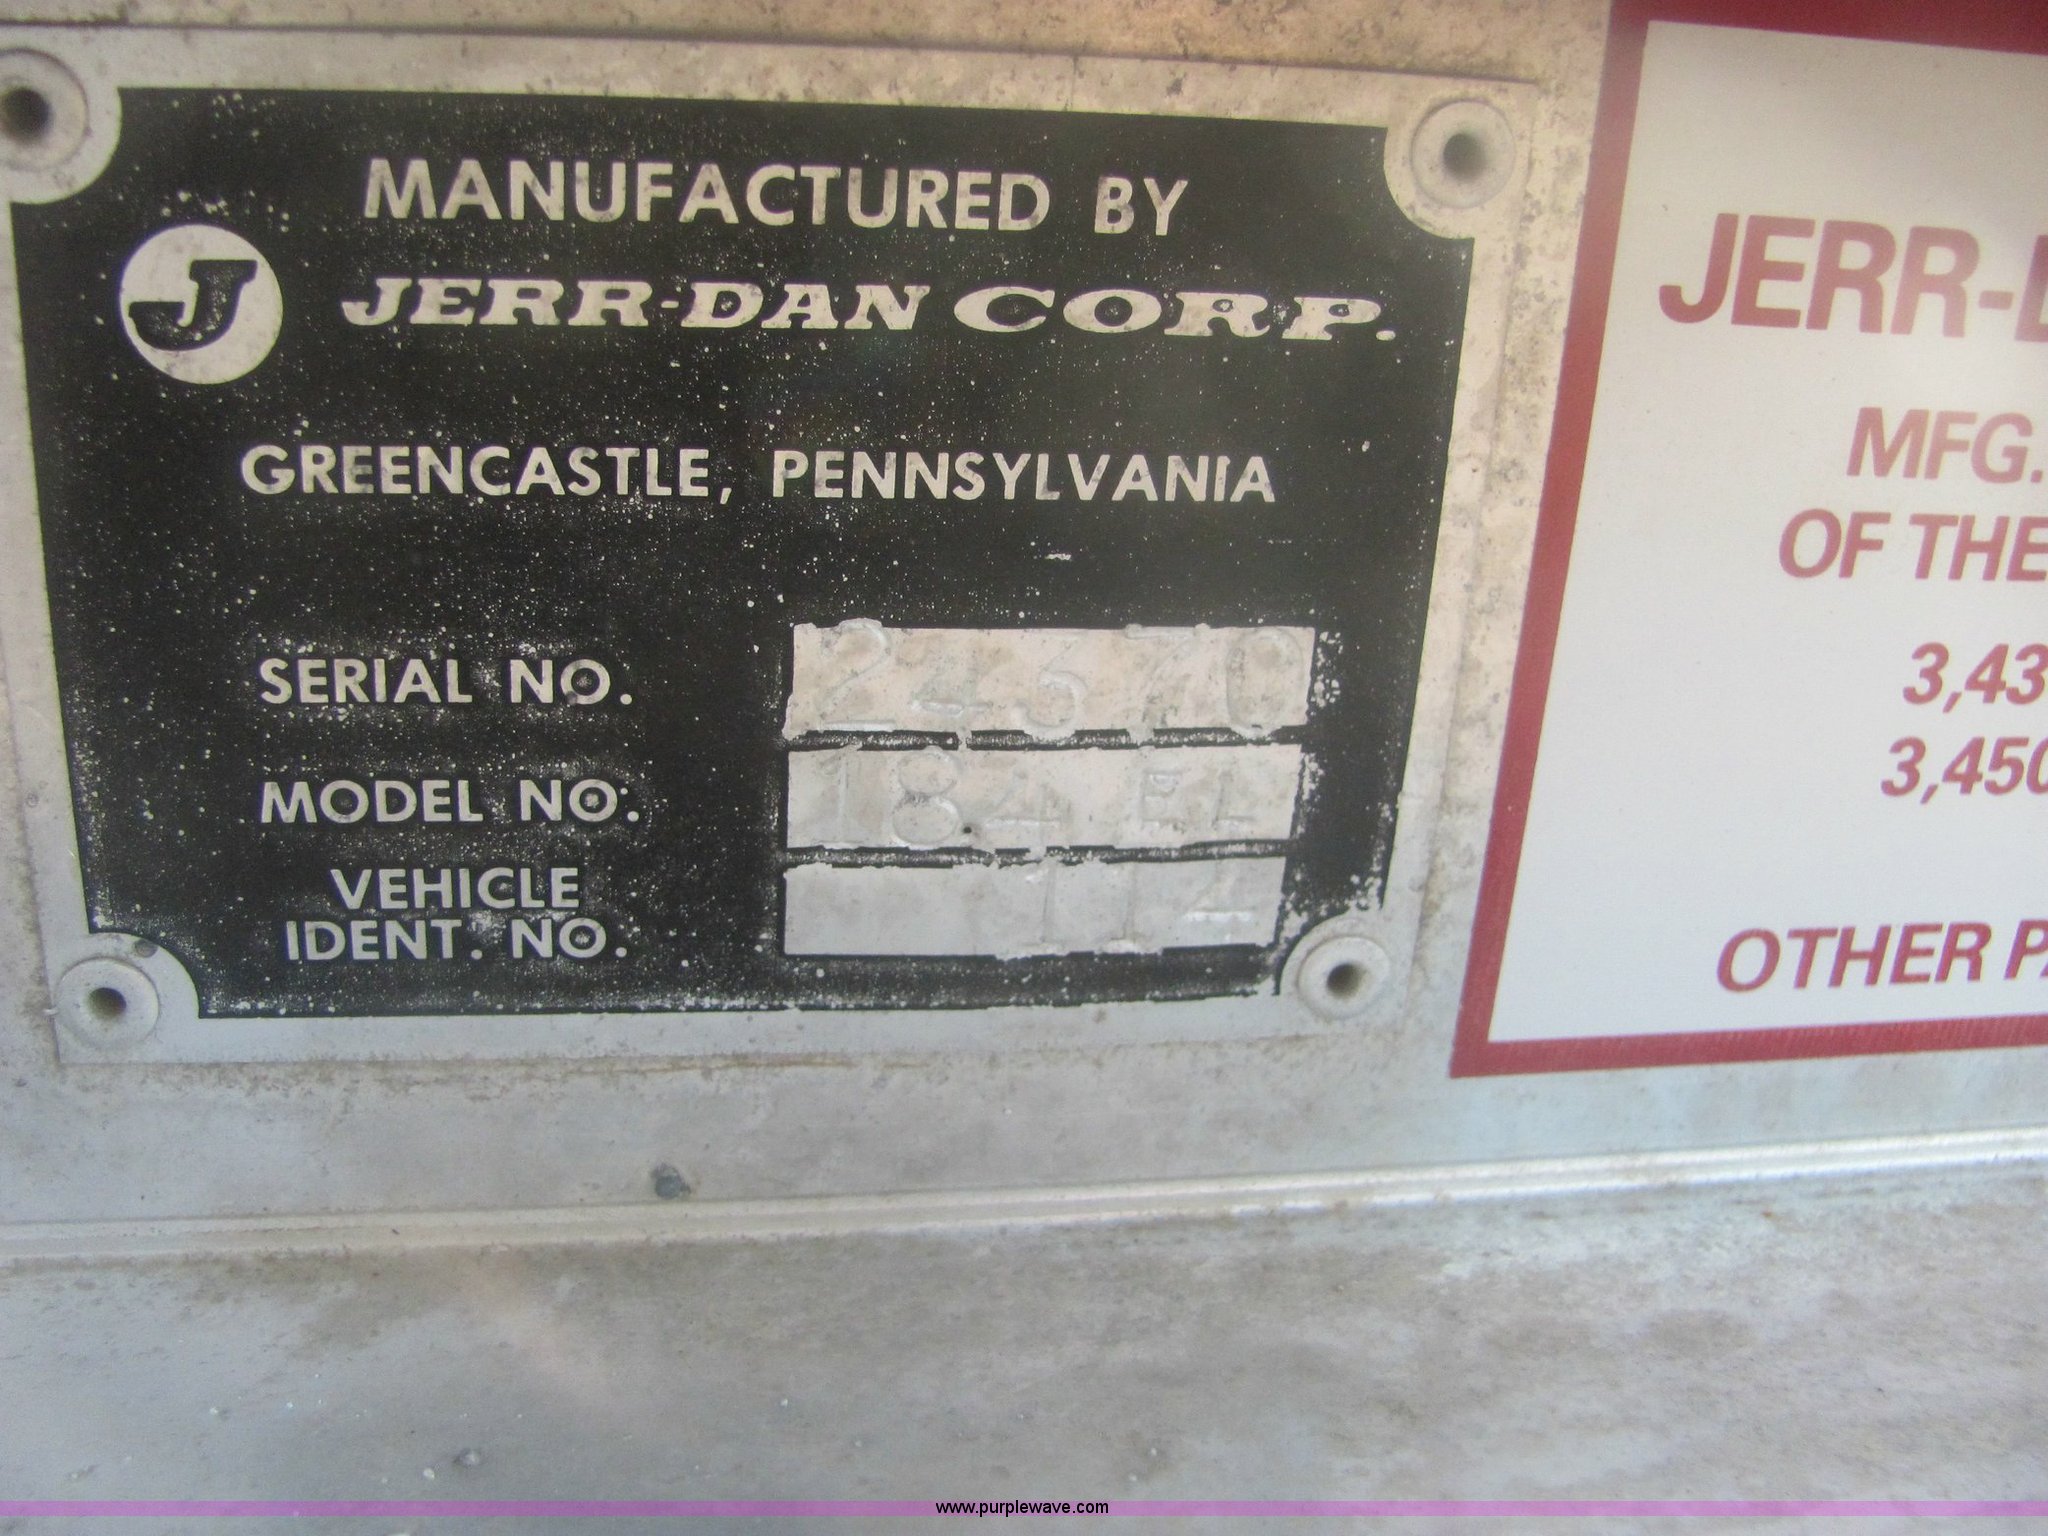 MANUFACTURED BY
J JERR-DAN CORP.
GREENCASTLE, PENNSYLVANIA
SERIAL NO. 24370
MODEL NO.
VEHICLE
IDENT. NO.
JERR-
MFG.
OF THE
3,43
3,450
OTHER
www.purplewave.com